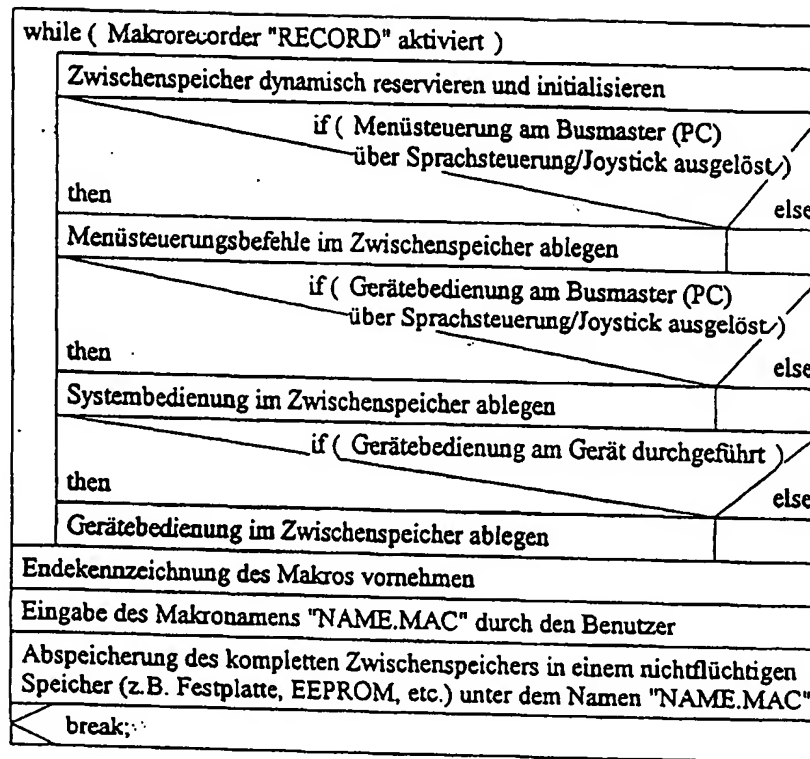 while ( Makrorecorder "RECORD" aktiviert )
Zwischenspeicher dynamisch reservieren und initialisieren
if ( Menüsteuerung am Busmaster (PC)
über Sprachsteuerung/Joystick ausgelöst )
then
else
Menüsteuerungsbefehle im Zwischenspeicher ablegen
if ( Gerätebedienung am Busmaster (PC)
über Sprachsteuerung/Joystick ausgelöst )
then
else
Systembedienung im Zwischenspeicher ablegen
if ( Gerätebedienung am Gerät durchgeführt )
then
else
Gerätebedienung im Zwischenspeicher ablegen
Endekennzeichnung des Makros vornehmen
Eingabe des Makronamens "NAME.MAC" durch den Benutzer
Abspeicherung des kompletten Zwischenspeichers in einem nichtflüchtigen
Speicher (z.B. Festplatte, EEPROM, etc.) unter dem Namen "NAME.MAC"
break;